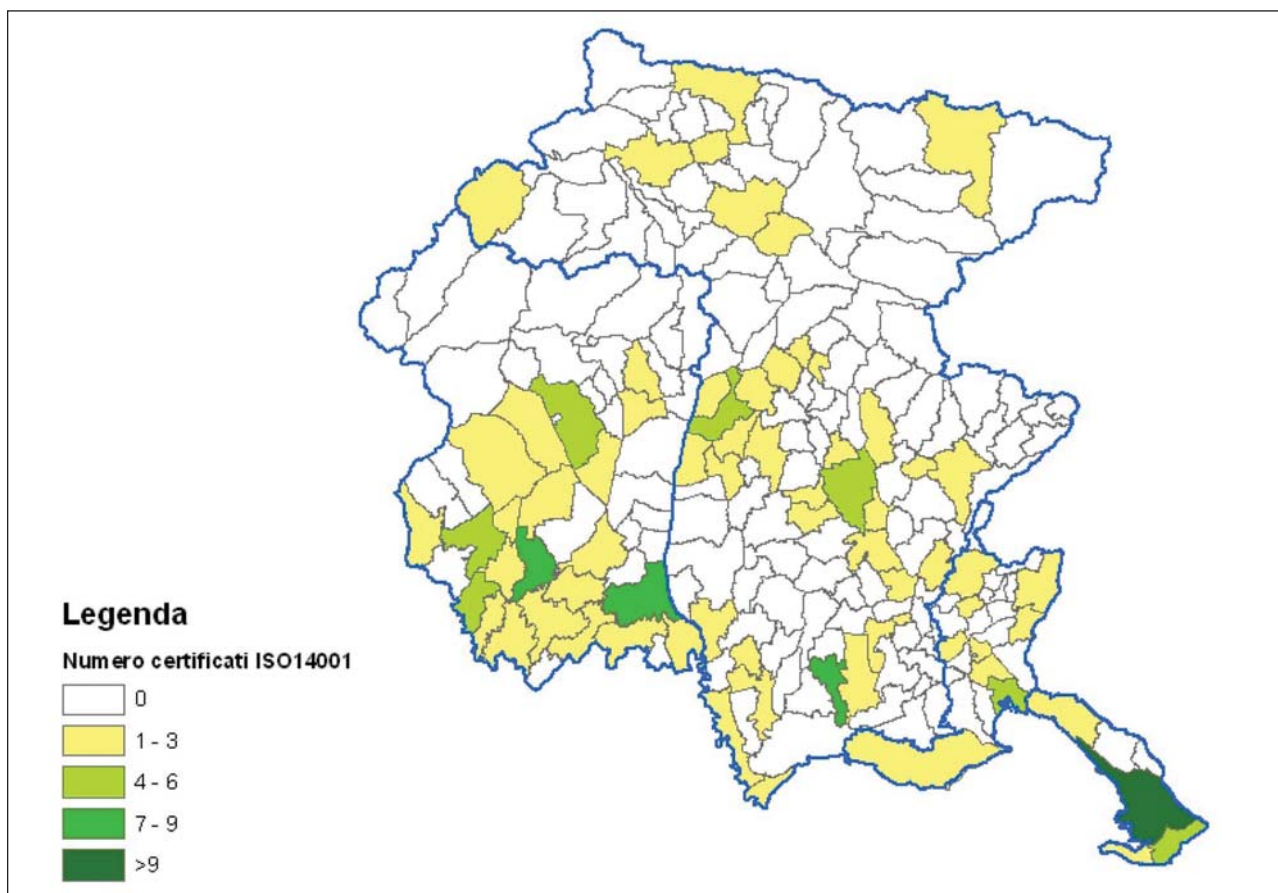 Legenda
Numero certificati ISO14001
0
1 - 3
4 - 6
7 - 9
>9